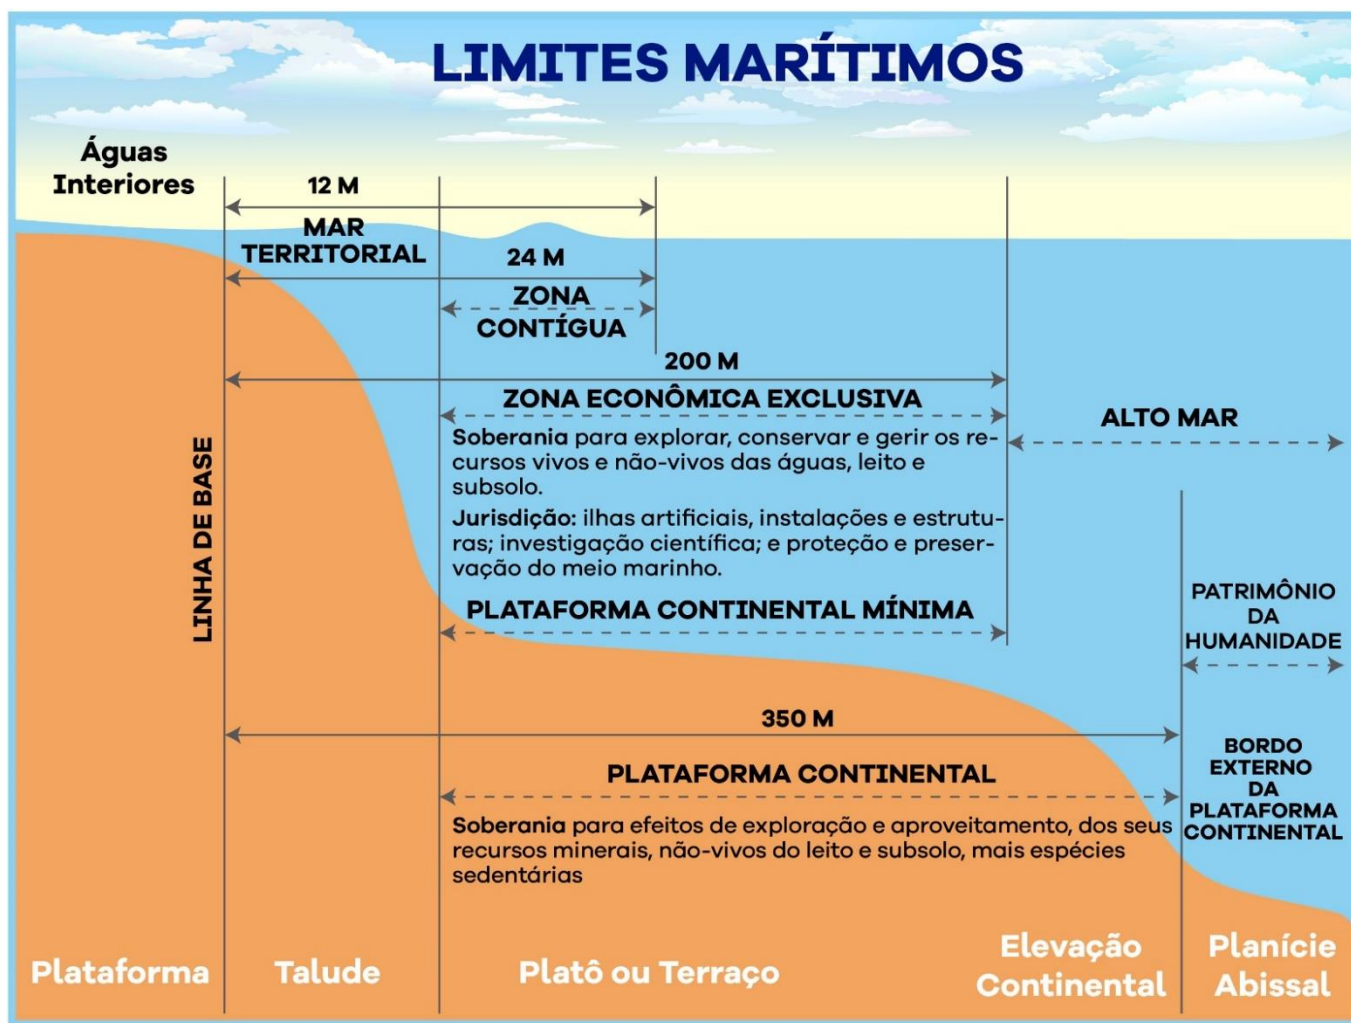 LIMITES MARÍTIMOS
Águas
Interiores
12 M
MAR
TERRITORIAL
24 M
ZONA
CONTÍGUA
200 M
ZONA ECONÔMICA EXCLUSIVA
Soberania para explorar, conservar e gerir os re-
cursos vivos e não-vivos das águas, leito e
subsolo.
Jurisdição: ilhas artificiais, instalações e estrutu-
ras; investigação científica; e proteção e preser-
vação do meio marinho.
ALTO MAR
LINHA DE BASE
PLATAFORMA CONTINENTAL MÍNIMA
PATRIMÔNIO
DA
HUMANIDADE
350 M
PLATAFORMA CONTINENTAL
Soberania para efeitos de exploração e aproveitamento, dos seus
recursos minerais, não-vivos do leito e subsolo, mais espécies
sedentárias
BORDO
EXTERNO
DA
PLATAFORMA
CONTINENTAL
Plataforma
Talude
Platô ou Terraço
Elevação
Continental
Planície
Abissal